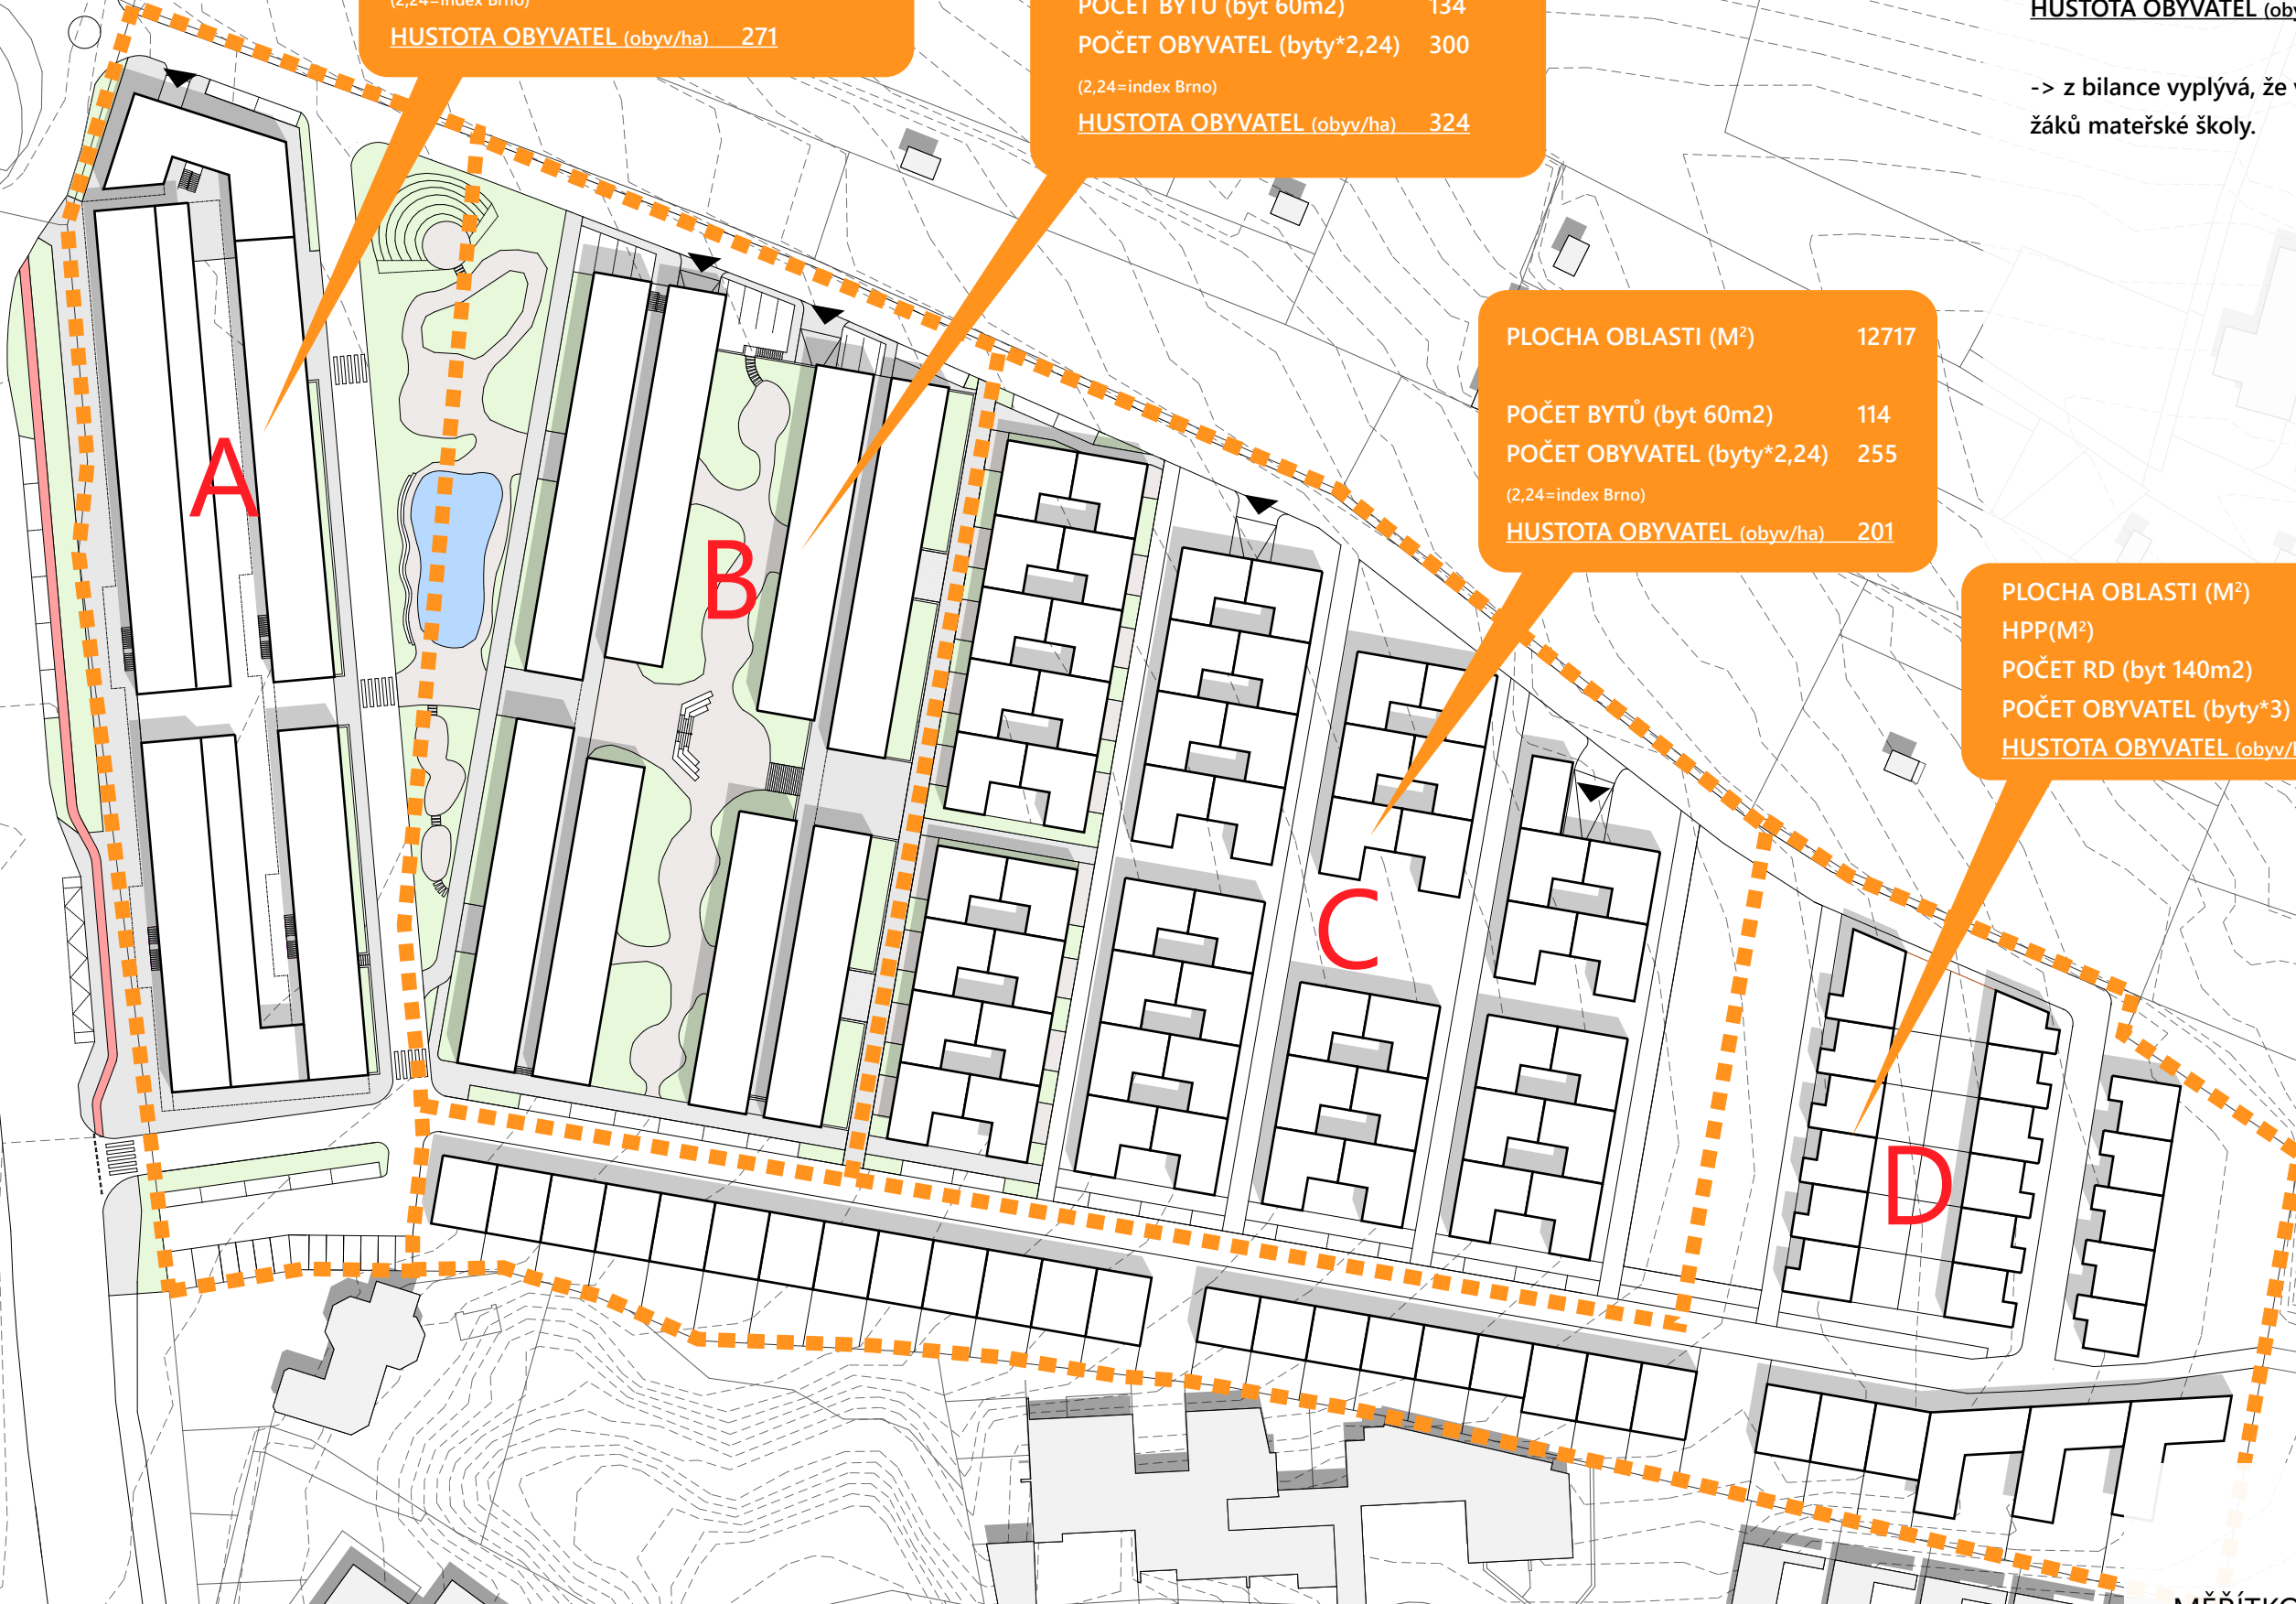 (2,24=index Brno)
HUSTOTA OBYVATEL (obyv/ha) 271
POČET BYTŮ (byt 60m2) 134
POČET OBYVATEL (byty*2,24) 300
(2,24=index Brno)
HUSTOTA OBYVATEL (obyv/ha) 324
HUSTOTA OBYVATEL
-> z bilance vyplývá, že
žáků mateřské školy.
PLOCHA OBLASTI (M²) 12717
POČET BYTŮ (byt 60m2) 114
POČET OBYVATEL (byty*2,24) 255
(2,24=index Brno)
HUSTOTA OBYVATEL (obyv/ha) 201
PLOCHA OBLASTI (M²)
HPP(M²)
POČET RD (byt 140m2)
POČET OBYVATEL (byty*3)
HUSTOTA OBYVATEL
A
B
C
D